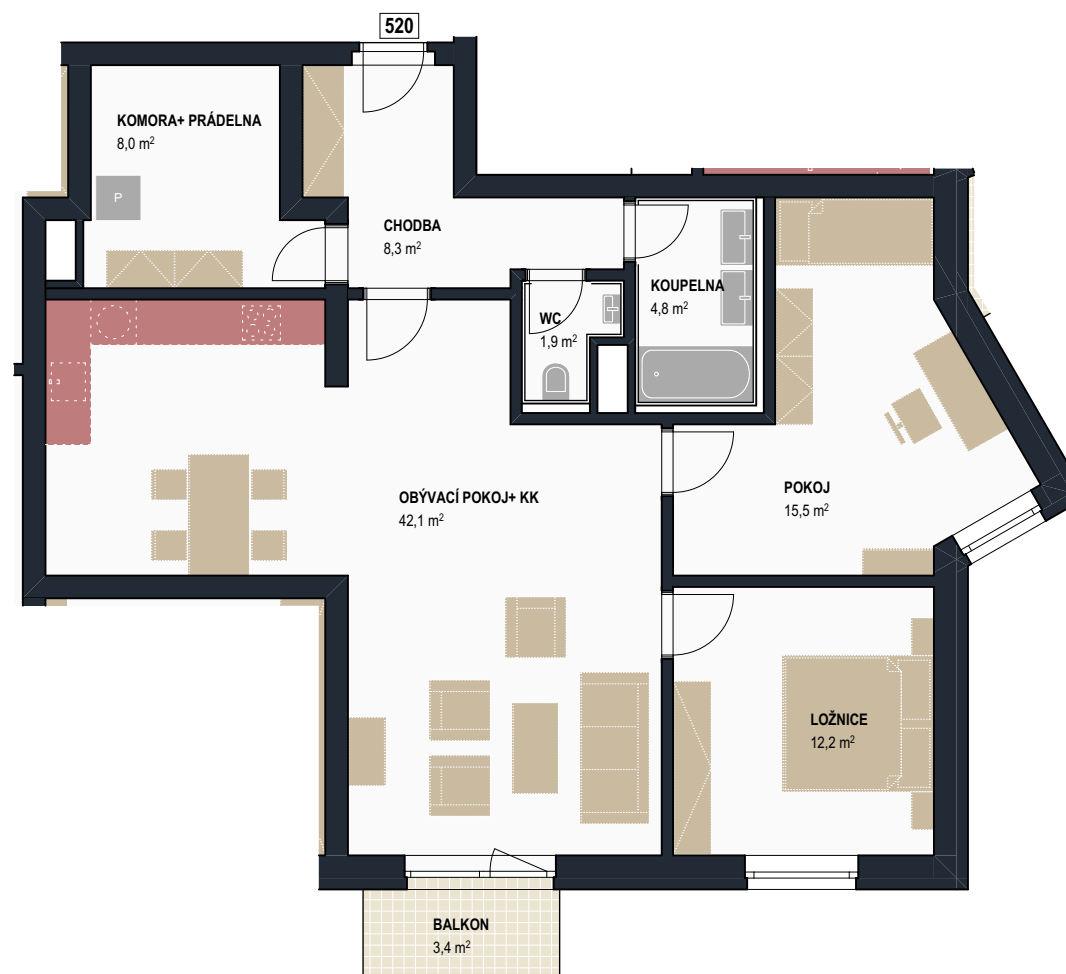 520
KOMORA+ PRÁDELNA
8,0 m²
P
CHODBA
8,3 m²
KOUPELNA
4,8 m²
WC
1,9 m²
OBÝVACÍ POKOJ+ KK
42,1 m²
POKOJ
15,5 m²
LOŽNICE
12,2 m²
BALKON
3,4 m²